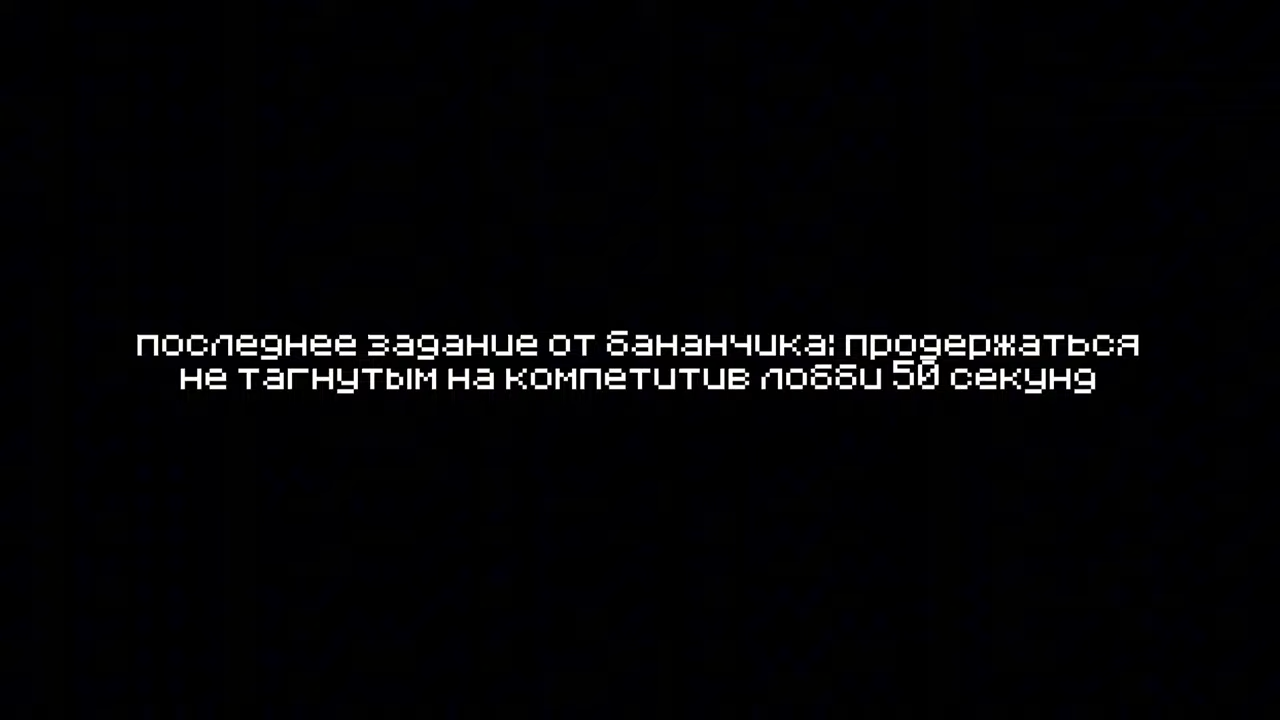 последнее задание от бананчика: продержаться
не тагнутым на компетитив лобби 50 секунд